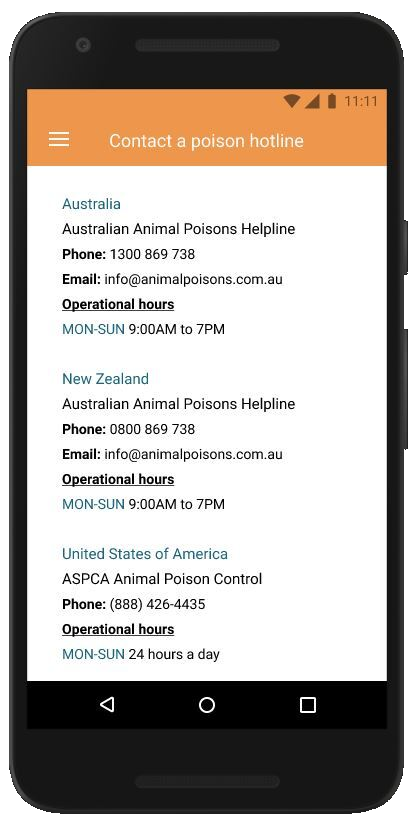 11:11
Contact a poison hotline
Australia
Australian Animal Poisons Helpline
Phone: 1300 869 738
Email: info@animalpoisons.com.au
Operational hours
MON-SUN 9:00AM to 7PM
New Zealand
Australian Animal Poisons Helpline
Phone: 0800 869 738
Email: info@animalpoisons.com.au
Operational hours
MON-SUN 9:00AM to 7PM
United States of America
ASPCA Animal Poison Control
Phone: (888) 426-4435
Operational hours
MON-SUN 24 hours a day